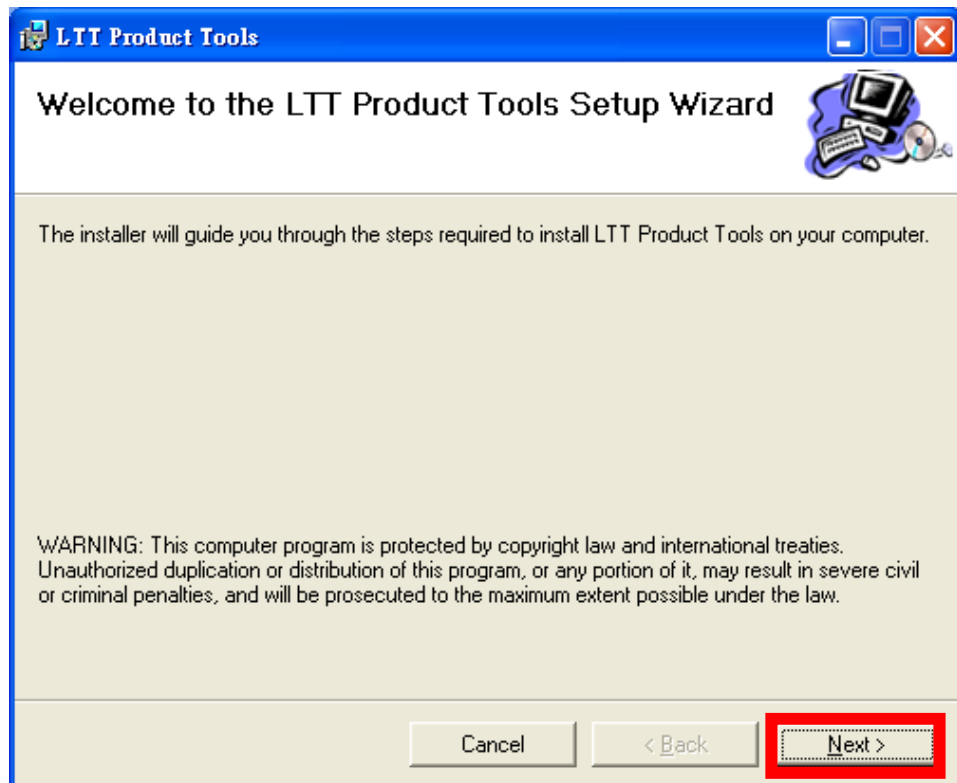 LTT Product Tools
Welcome to the LTT Product Tools Setup Wizard
The installer will guide you through the steps required to install LTT Product Tools on your computer.
WARNING: This computer program is protected by copyright law and international treaties.
Unauthorized duplication or distribution of this program, or any portion of it, may result in severe civil
or criminal penalties, and will be prosecuted to the maximum extent possible under the law.
Cancel < Back Next >